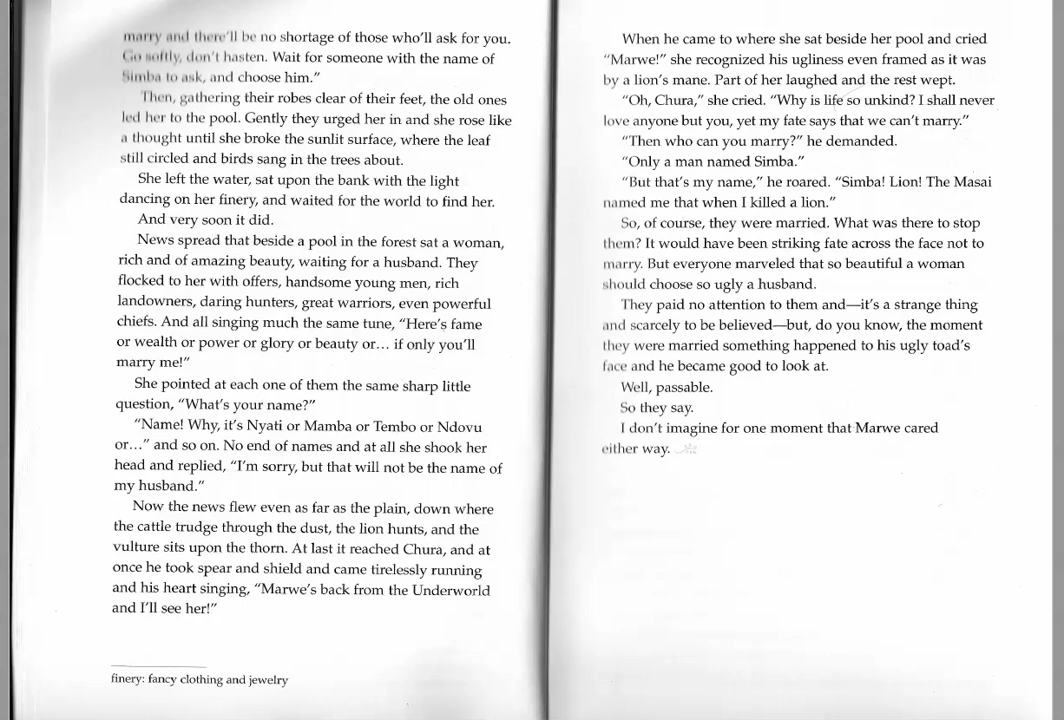 marry and there'll be no shortage of those who'll ask for you.
Go softly, don't hasten. Wait for someone with the name of
Simba to ask, and choose him."
Then, gathering their robes clear of their feet, the old ones
led her to the pool. Gently they urged her in and she rose like
a thought until she broke the sunlit surface, where the leaf
still circled and birds sang in the trees about.
She left the water, sat upon the bank with the light
dancing on her finery, and waited for the world to find her.
And very soon it did.
News spread that beside a pool in the forest sat a woman,
rich and of amazing beauty, waiting for a husband. They
flocked to her with offers, handsome young men, rich
landowners, daring hunters, great warriors, even powerful
chiefs. And all singing much the same tune, "Here's fame
or wealth or power or glory or beauty or... if only you'll
marry me!"
She pointed at each one of them the same sharp little
question, "What's your name?"
"Name! Why, it's Nyati or Mamba or Tembo or Ndovu
or..." and so on. No end of names and at all she shook her
head and replied, "I'm sorry, but that will not be the name of
my husband."
Now the news flew even as far as the plain, down where
the cattle trudge through the dust, the lion hunts, and the
vulture sits upon the thorn. At last it reached Chura, and at
once he took spear and shield and came tirelessly running
and his heart singing, "Marwe's back from the Underworld
and I'll see her!"
finery: fancy clothing and jewelry
When he came to where she sat beside her pool and cried
"Marwe!" she recognized his ugliness even framed as it was
by a lion's mane. Part of her laughed and the rest wept.
"Oh, Chura," she cried. "Why is life so unkind? I shall never
love anyone but you, yet my fate says that we can't marry."
"Then who can you marry?" he demanded.
"Only a man named Simba."
"But that's my name," he roared. "Simba! Lion! The Masai
named me that when I killed a lion."
So, of course, they were married. What was there to stop
them? It would have been striking fate across the face not to
marry. But everyone marveled that so beautiful a woman
should choose so ugly a husband.
They paid no attention to them and—it's a strange thing
and scarcely to be believed—but, do you know, the moment
they were married something happened to his ugly toad's
face and he became good to look at.
Well, passable.
So they say.
I don't imagine for one moment that Marwe cared
either way.